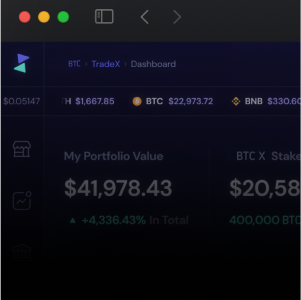 BTC › TradeX › Dashboard
$0.05147 H $1,667.85 BTC $22,973.72 BNB $330.60
My Portfolio Value BTC X Stake
$41,978.43 $20,58
▲ +4,336.43% In Total 400,000 BTC